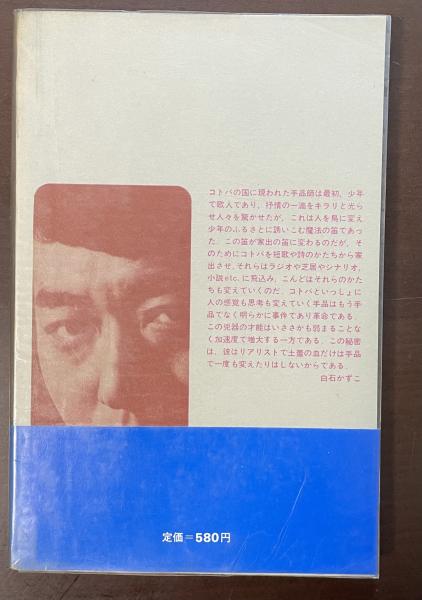 コトバの国に現われた手品師は最初、少年
で歌人であり、抒情の一滴をキラリと光ら
せ人々を驚かせたが、これは人を鳥に変え
少年のふるさとに誘いこむ魔法の笛であっ
た。この笛が家出の笛に変わるのだが、そ
のためにコトバを短歌や詩のかたちから家
出させ、それらはラジオや芝居やシナリオ、
小説etc.に荒込み、こんどはそれらのかた
ちも変えていくのだ。コトバといっしょに
人の感覚も思考も変えていく手品はもう手
品でなく明らかに事件であり革命である。
この兇器の才能はいささかも弱まることな
く加速度で増大する一方である。この秘密
は、彼はリアリストで土着の血だけは手品
で一度も変えたりはしないからである。
白石かずこ
定価=580円